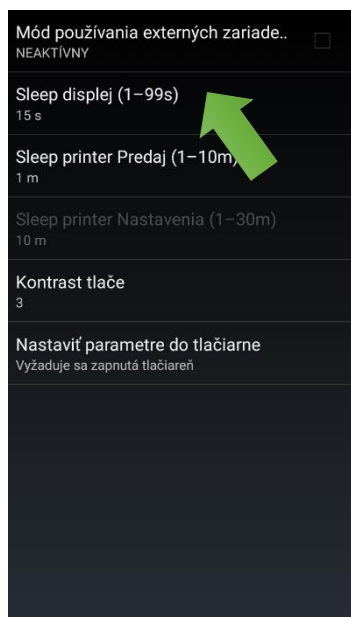 Mód používania externých zariade..
NEAKTÍVNY
Sleep displej (1–99s)
15 s
Sleep printer Predaj (1–10m)
1 m
Sleep printer Nastavenia (1–30m)
10 m
Kontrast tlače
3
Nastaviť parametre do tlačiarne
Vyžaduje sa zapnutá tlačiareň